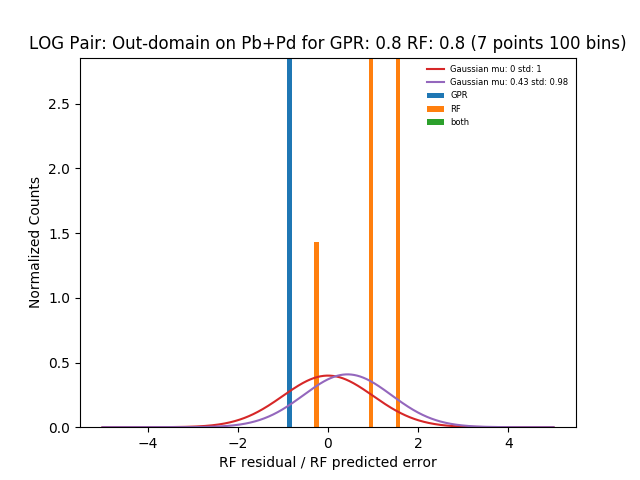 LOG Pair: Out-domain on Pb+Pd for GPR: 0.8 RF: 0.8 (7 points 100 bins)
Gaussian mu: 0 std: 1
Gaussian mu: 0.43 std: 0.98
GPR
RF
both
Normalized Counts
2.5
2.0
1.5
1.0
0.5
0.0
−4 −2 0 2 4
RF residual / RF predicted error